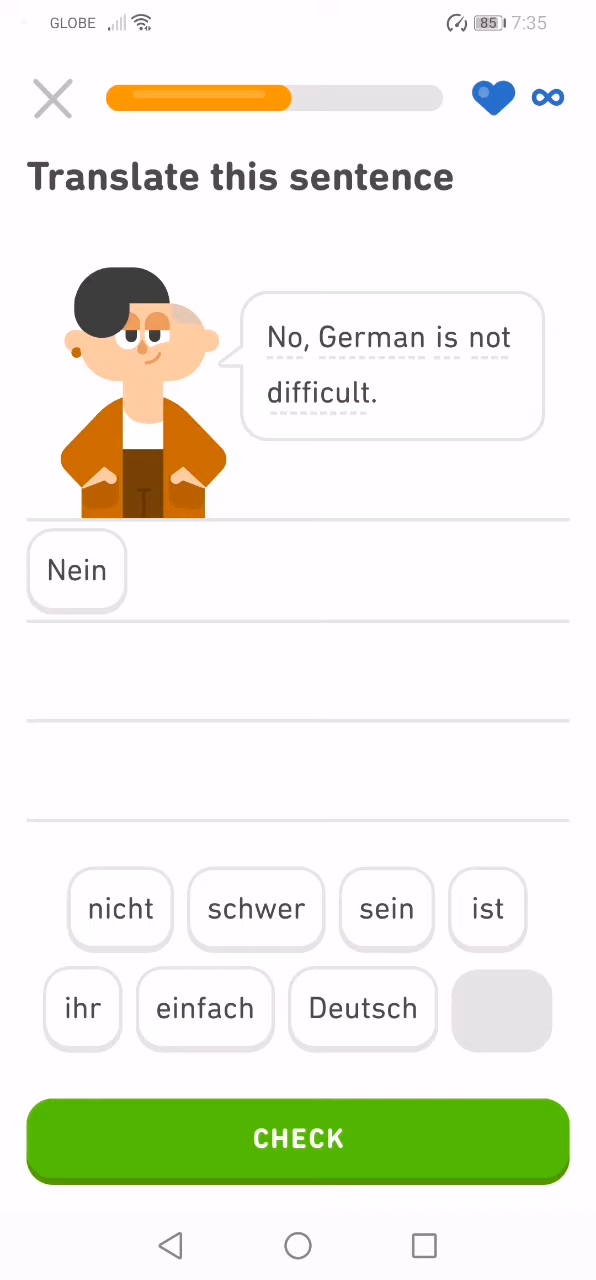 GLOBE 85 7:35
Translate this sentence
No, German is not
difficult.
Nein
nicht schwer sein ist
ihr einfach Deutsch
CHECK